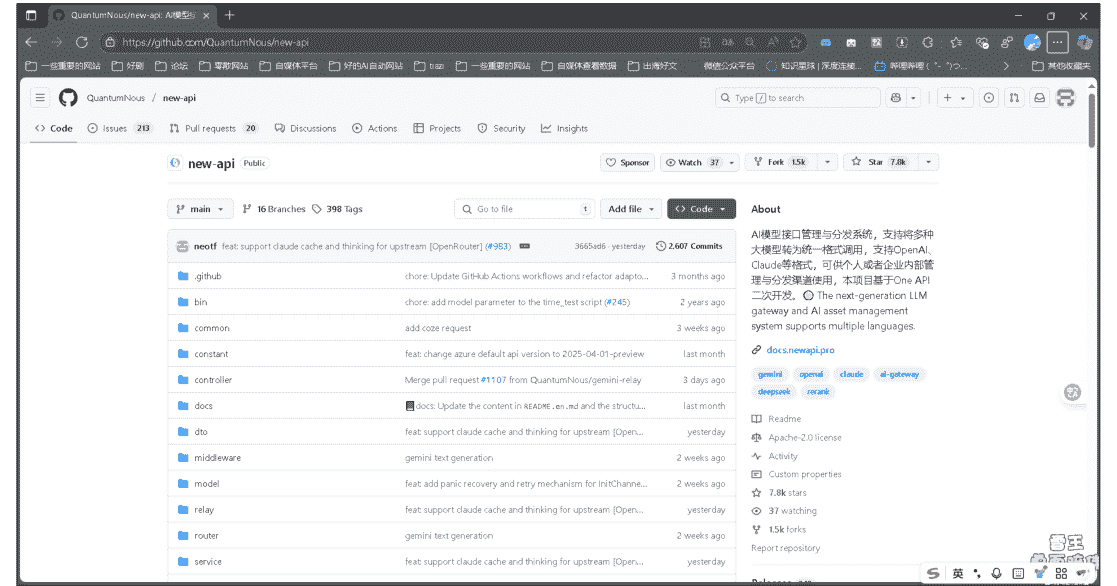 QuantumNous/new-api: AI模型
https://github.com/QuantumNous/new-api
一些重要的网站 好剧 论坛 零散网站 自媒体平台 好的AI自动网站 一些重要的网站 自媒体查看数据 出海好文 微信公众平台 知识星球 | 深度连接... 哔哩哔哩 ( ゜- ゜)つ... 其他收藏夹
QuantumNous / new-api
Type / to search
Code Issues 213 Pull requests 20 Discussions Actions Projects Security Insights
new-api Public
Sponsor Watch 37 Fork 1.5k Star 7.8k
main 16 Branches 398 Tags
Go to file t Add file Code
neotf feat: support claude cache and thinking for upstream [OpenRouter] (#983) 3665ad6 · yesterday 2,607 Commits
.github chore: Update GitHub Actions workflows and refactor adapto... 3 months ago
bin chore: add model parameter to the time_test script (#245) 2 years ago
common add coze request 3 weeks ago
constant feat: change azure default api version to 2025-04-01-preview last month
controller Merge pull request #1107 from QuantumNous/gemini-relay 3 days ago
docs docs: Update the content in README.en.md and the structu... last month
dto feat: support claude cache and thinking for upstream [Open... yesterday
middleware gemini text generation 2 weeks ago
model feat: add panic recovery and retry mechanism for InitChanne... 2 weeks ago
relay feat: support claude cache and thinking for upstream [Open... yesterday
router gemini text generation 2 weeks ago
service feat: support claude cache and thinking for upstream [Open... yesterday
About
AI模型接口管理与分发系统，支持将多种
大模型转为统一格式调用，支持OpenAI、
Claude等格式，可供个人或者企业内部管
理与分发渠道使用，本项目基于One API
二次开发。 The next-generation LLM
gateway and AI asset management
system supports multiple languages.
docs.newapi.pro
gemini openai claude ai-gateway
deepseek rerank
Readme
Apache-2.0 license
Activity
Custom properties
7.8k stars
37 watching
1.5k forks
Report repository
英